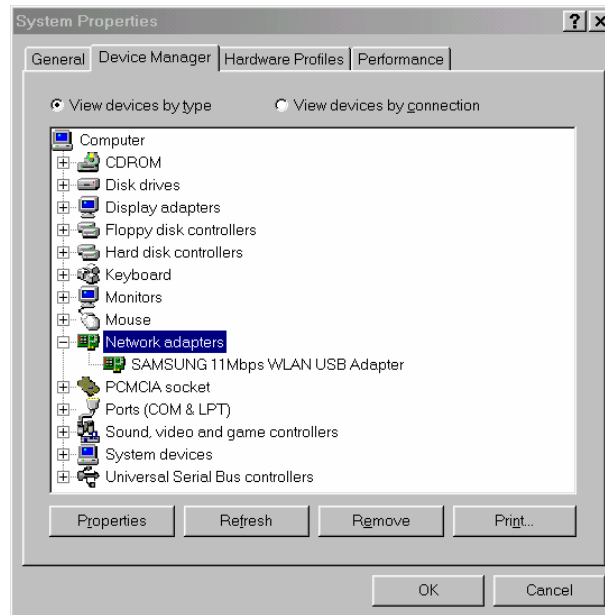 System Properties
General Device Manager Hardware Profiles Performance
View devices by type View devices by connection
Computer
CDROM
Disk drives
Display adapters
Floppy disk controllers
Hard disk controllers
Keyboard
Monitors
Mouse
Network adapters
SAMSUNG 11Mbps WLAN USB Adapter
PCMCIA socket
Ports (COM & LPT)
Sound, video and game controllers
System devices
Universal Serial Bus controllers
Properties Refresh Remove Print...
OK Cancel